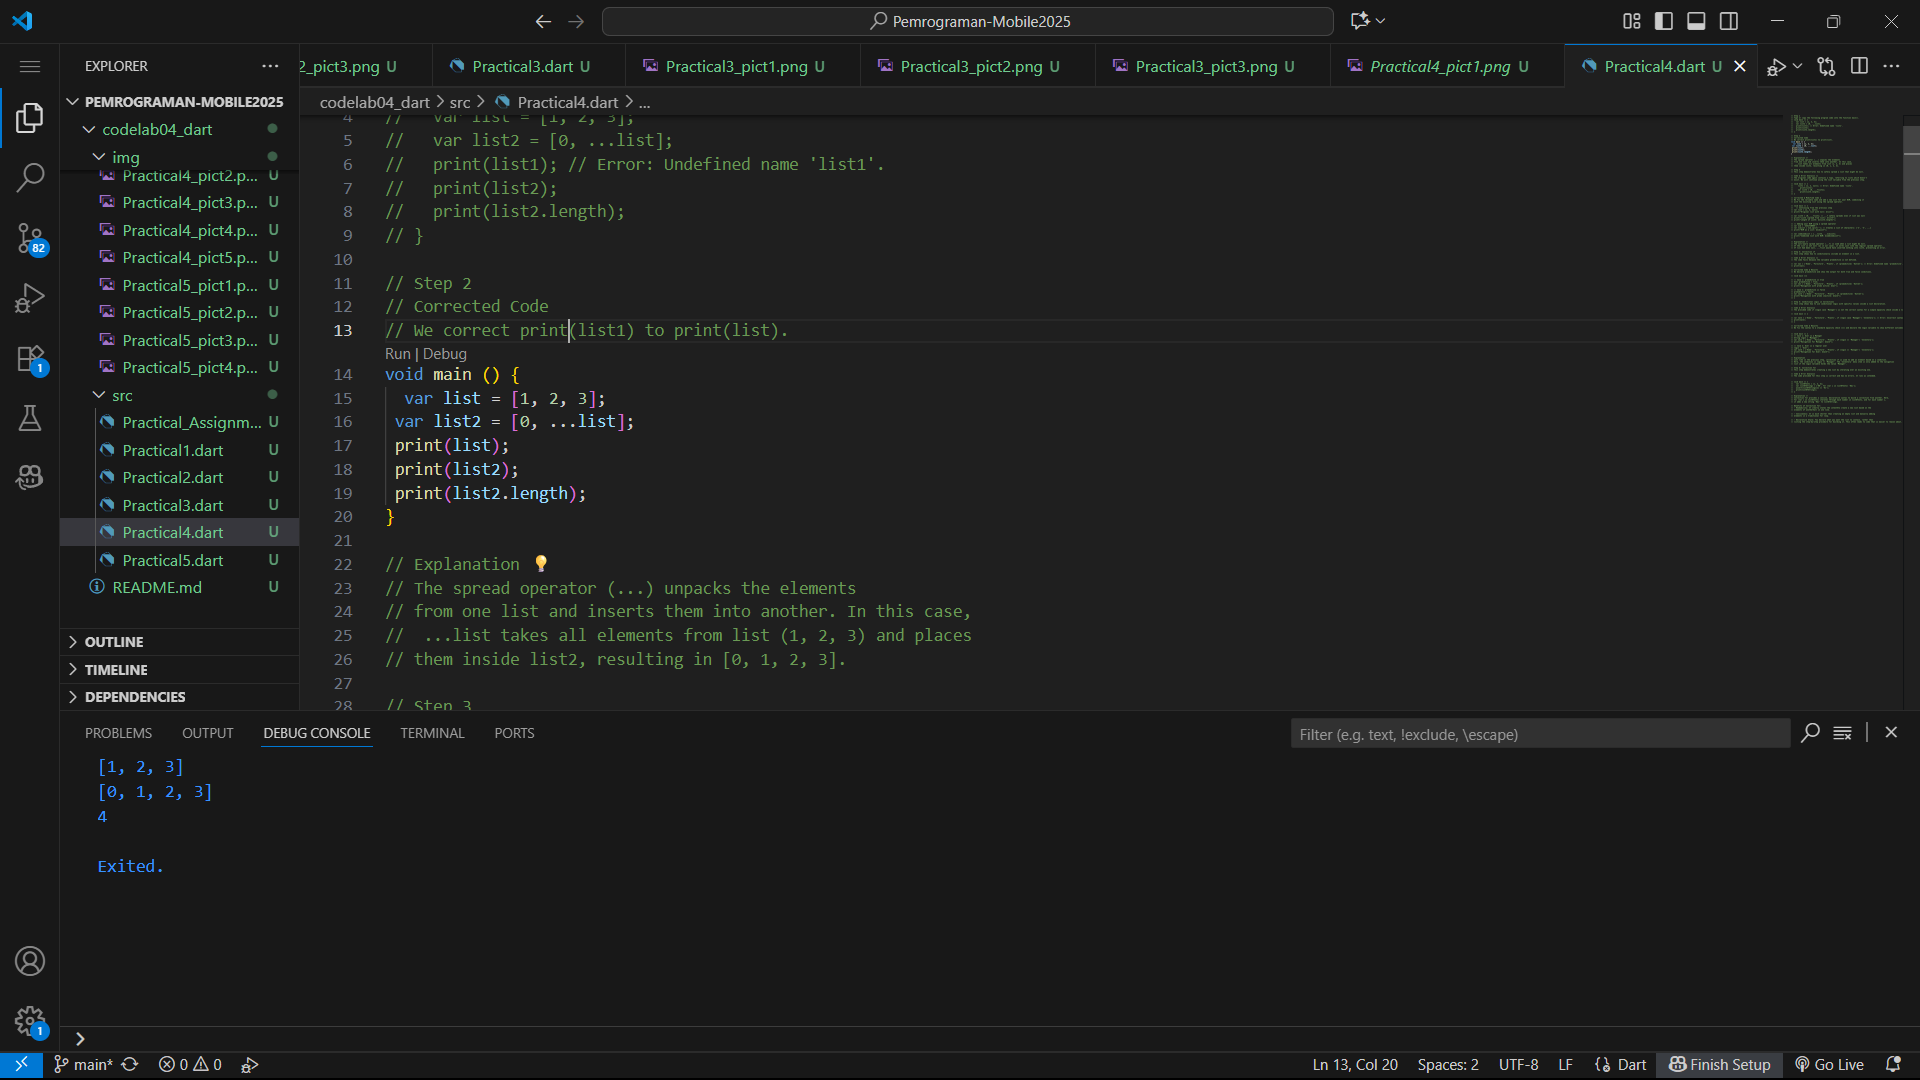 Pemrograman-Mobile2025
EXPLORER
2_pict3.png U
Practical3.dart U
Practical3_pict1.png U
Practical3_pict2.png U
Practical3_pict3.png U
Practical4_pict1.png U
Practical4.dart U
PEMROGRAMAN-MOBILE2025
codelab04_dart
img
Practical4_pict2.p... U
Practical4_pict3.p... U
Practical4_pict4.p... U
Practical4_pict5.p... U
Practical5_pict1.p... U
Practical5_pict2.p... U
Practical5_pict3.p... U
Practical5_pict4.p... U
src
Practical_Assignm... U
Practical1.dart U
Practical2.dart U
Practical3.dart U
Practical4.dart U
Practical5.dart U
README.md U
OUTLINE
TIMELINE
DEPENDENCIES
82
1
1
codelab04_dart > src > Practical4.dart > ...
4 //   var list = [1, 2, 3];
5 //   var list2 = [0, ...list];
6 //   print(list1); // Error: Undefined name 'list1'.
7 //   print(list2);
8 //   print(list2.length);
9 // }
10
11 // Step 2
12 // Corrected Code
13 // We correct print(list1) to print(list).
Run | Debug
14 void main () {
15   var list = [1, 2, 3];
16 var list2 = [0, ...list];
17 print(list);
18 print(list2);
19 print(list2.length);
20 }
21
22 // Explanation 💡
23 // The spread operator (...) unpacks the elements
24 // from one list and inserts them into another. In this case,
25 //  ...list takes all elements from list (1, 2, 3) and places
26 // them inside list2, resulting in [0, 1, 2, 3].
27
28 // Step 3
PROBLEMS OUTPUT DEBUG CONSOLE TERMINAL PORTS
Filter (e.g. text, !exclude, \escape)
[1, 2, 3]
[0, 1, 2, 3]
4
Exited.
main* 0 0
Ln 13, Col 20 Spaces: 2 UTF-8 LF Dart Finish Setup Go Live